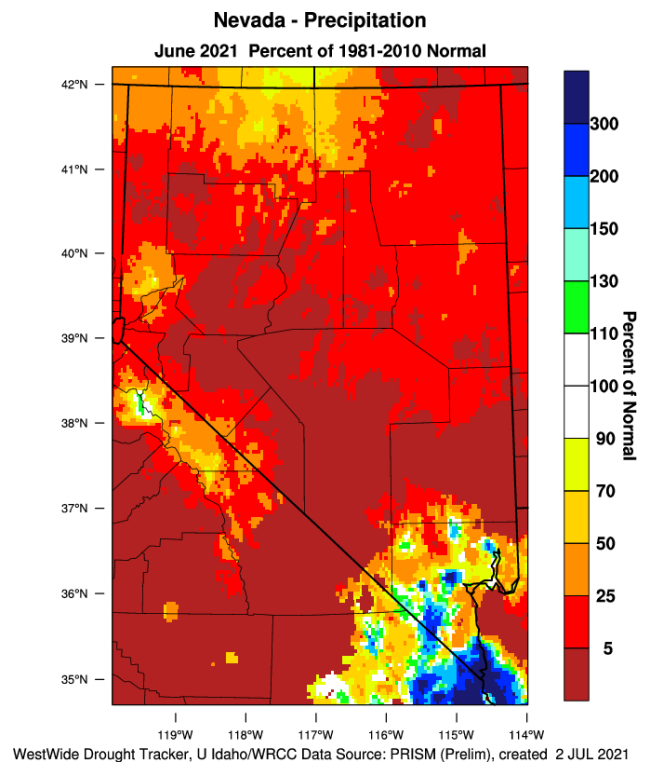 Nevada - Precipitation
June 2021 Percent of 1981-2010 Normal
42°N
41°N
40°N
39°N
38°N
37°N
36°N
35°N
119°W
118°W
117°W
116°W
115°W
114°W
300
200
150
130
110
100
90
70
50
25
5
Percent of Normal
WestWide Drought Tracker, U Idaho/WRCC Data Source: PRISM (Prelim), created 2 JUL 2021